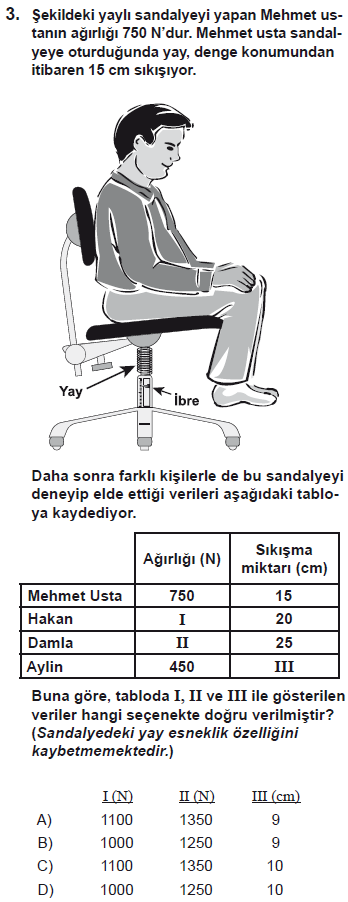 3. Şekildeki yaylı sandalyeyi yapan Mehmet us-
tanın ağırlığı 750 N’dur. Mehmet usta sandal-
yeye oturduğunda yay, denge konumundan
itibaren 15 cm sıkışıyor.
Yay
İbre
Daha sonra farklı kişilerle de bu sandalyeyi
deneyip elde ettiği verileri aşağıdaki tablo-
ya kaydediyor.
Ağırlığı (N) Sıkışma miktarı (cm)
Mehmet Usta 750 15
Hakan I 20
Damla II 25
Aylin 450 III
Buna göre, tabloda I, II ve III ile gösterilen
veriler hangi seçenekte doğru verilmiştir?
(Sandalyedeki yay esneklik özelliğini
kaybetmemektedir.)
I (N) II (N) III (cm)
A) 1100 1350 9
B) 1000 1250 9
C) 1100 1350 10
D) 1000 1250 10